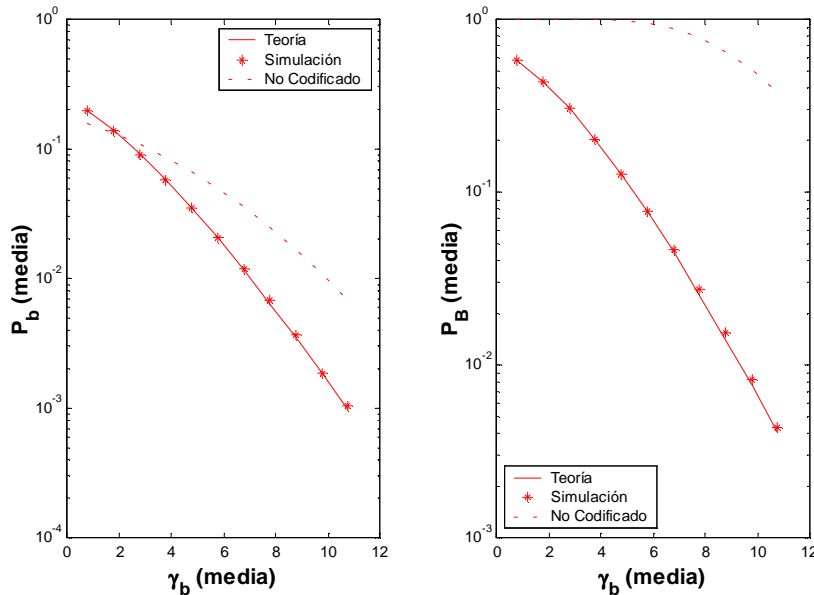 Teoría
Simulación
No Codificado
10^0
10^-1
10^-2
10^-3
10^-4
P_b (media)
0 2 4 6 8 10 12
γ_b (media)
10^0
10^-1
10^-2
10^-3
P_B (media)
Teoría
Simulación
No Codificado
0 2 4 6 8 10 12
γ_b (media)